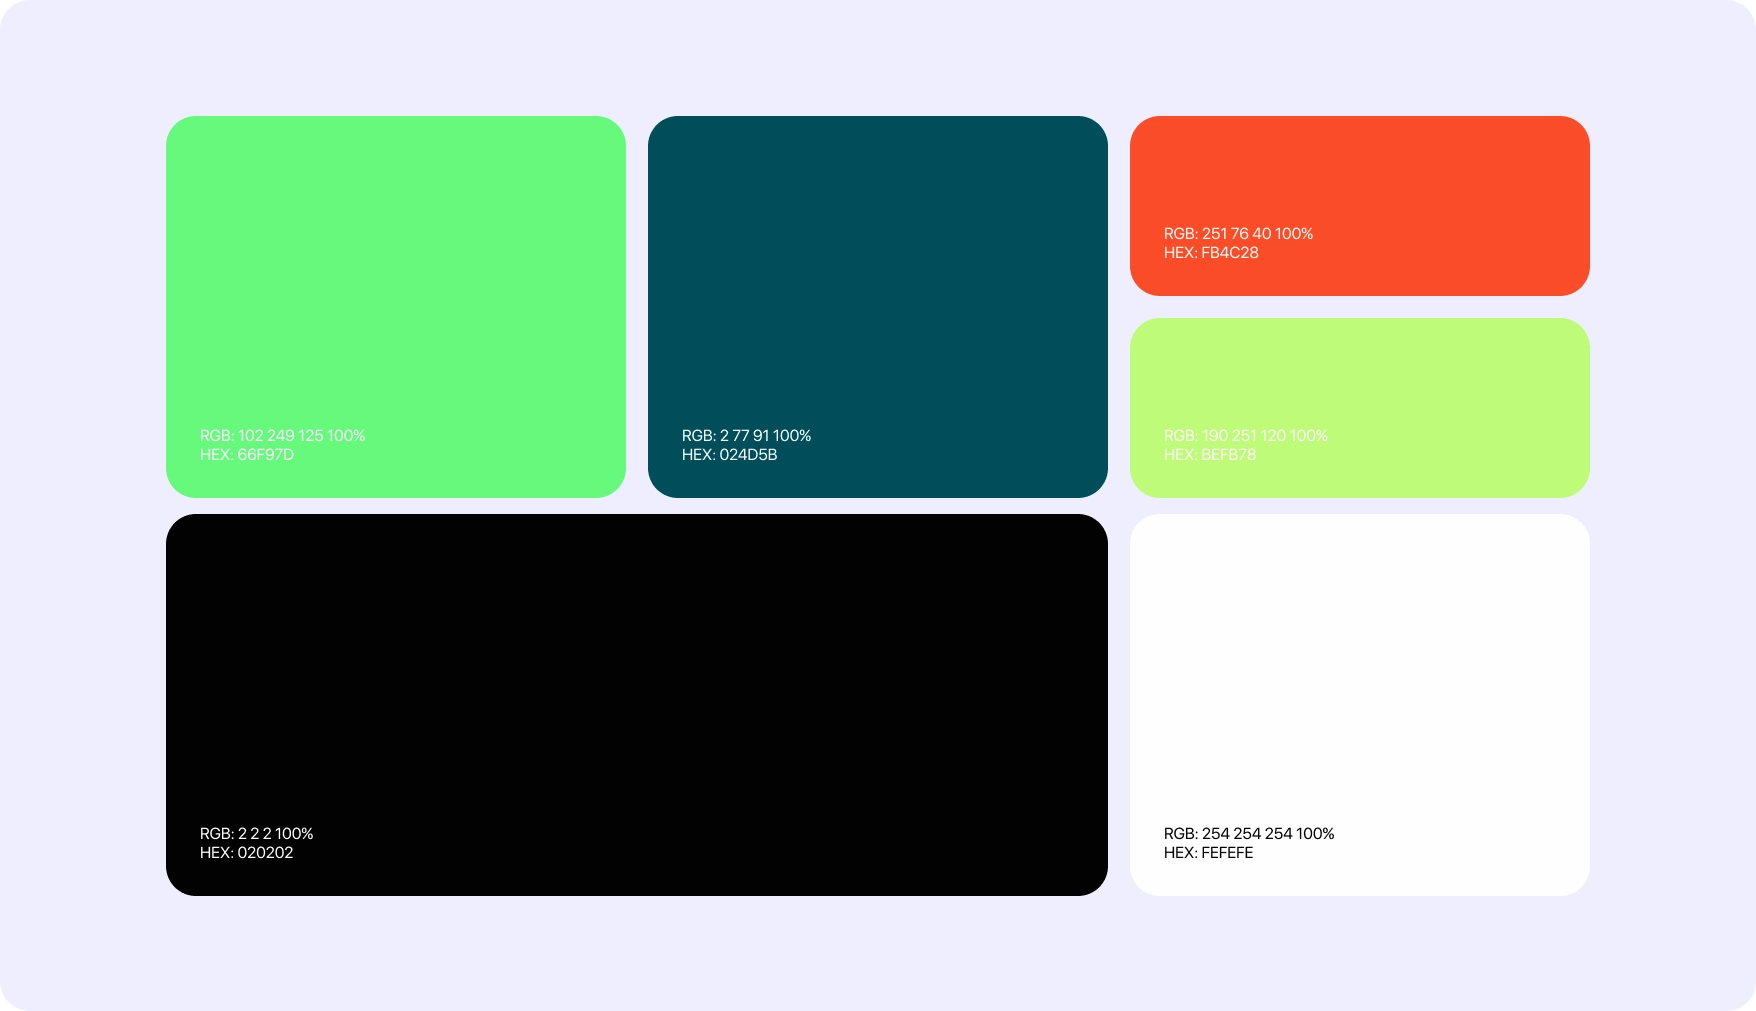 RGB: 102 249 125 100%
HEX: 66F97D
RGB: 2 77 91 100%
HEX: 024D5B
RGB: 251 76 40 100%
HEX: FB4C28
RGB: 190 251 120 100%
HEX: BEFB78
RGB: 2 2 2 100%
HEX: 020202
RGB: 254 254 254 100%
HEX: FEFEFE